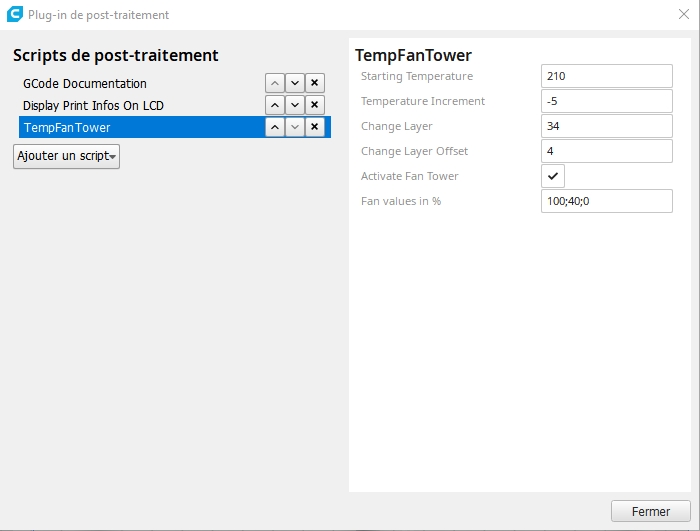 Plug-in de post-traitement
Scripts de post-traitement
GCode Documentation
Display Print Infos On LCD
TempFanTower
Ajouter un script
TempFanTower
Starting Temperature 210
Temperature Increment -5
Change Layer 34
Change Layer Offset 4
Activate Fan Tower
Fan values in % 100;40;0
Fermer